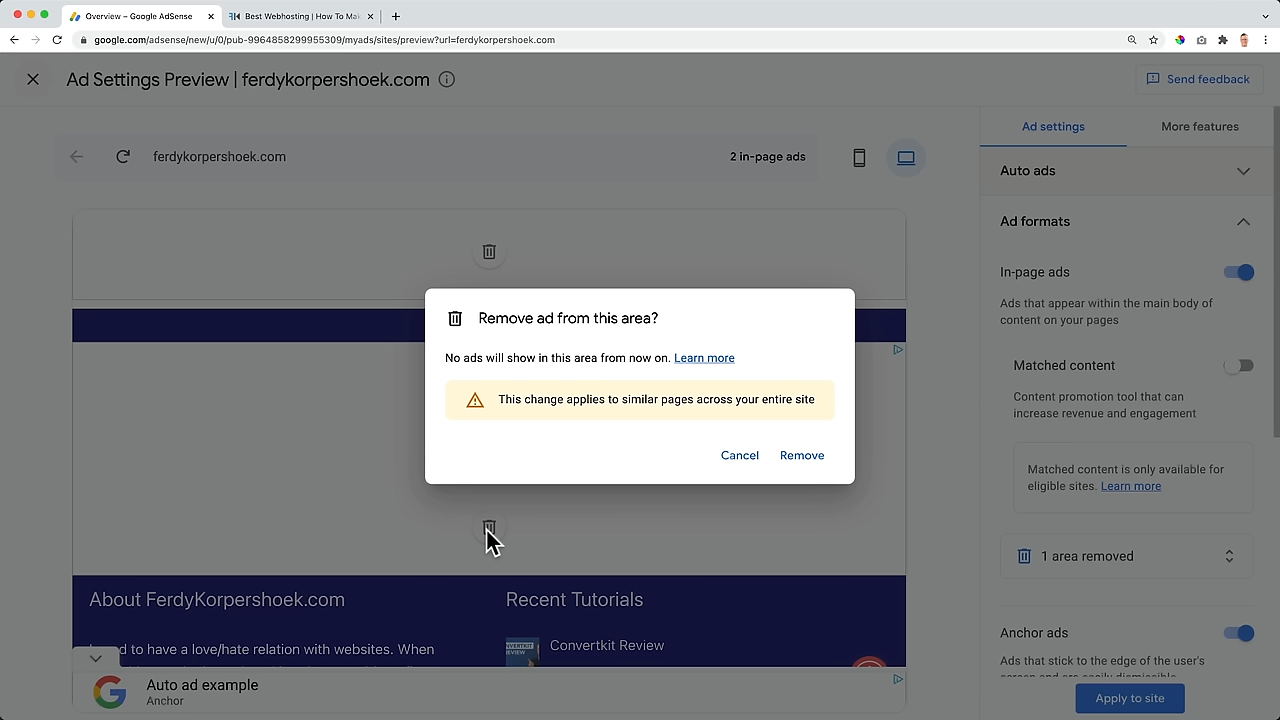 Overview – Google AdSense
Best Webhosting | How To Mak
google.com/adsense/new/u/0/pub-9964858299955309/myads/sites/preview?url=ferdykorpershoek.com
Ad Settings Preview | ferdykorpershoek.com
Send feedback
ferdykorpershoek.com
2 in-page ads
Ad settings
More features
Auto ads
Ad formats
In-page ads
Ads that appear within the main body of
content on your pages
Matched content
Content promotion tool that can
increase revenue and engagement
Matched content is only available for
eligible sites. Learn more
1 area removed
Anchor ads
Ads that stick to the edge of the user's
screen and are easily dismissible
Apply to site
Remove ad from this area?
No ads will show in this area from now on. Learn more
This change applies to similar pages across your entire site
Cancel
Remove
About FerdyKorpershoek.com
Recent Tutorials
to have a love/hate relation with websites. When
Convertkit Review
Auto ad example
Anchor